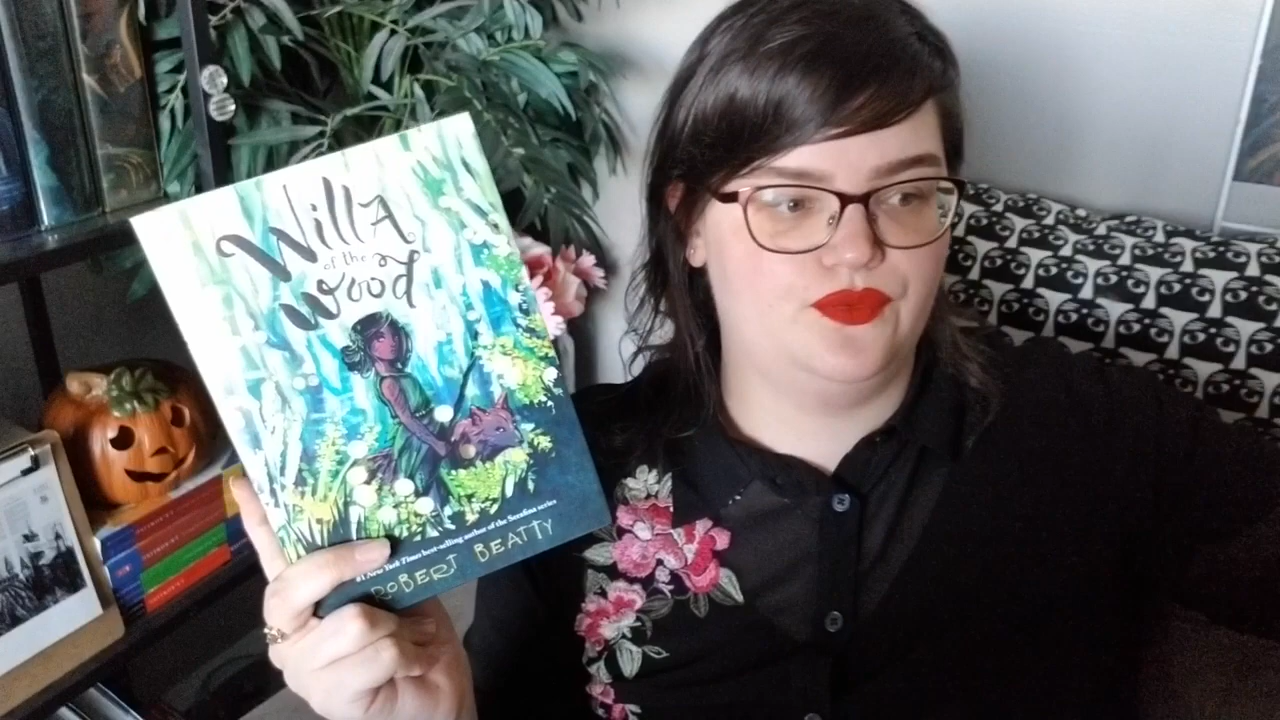 Willa
of the
Wood
#1 New York Times best-selling author of the Serafina series
ROBERT BEATTY